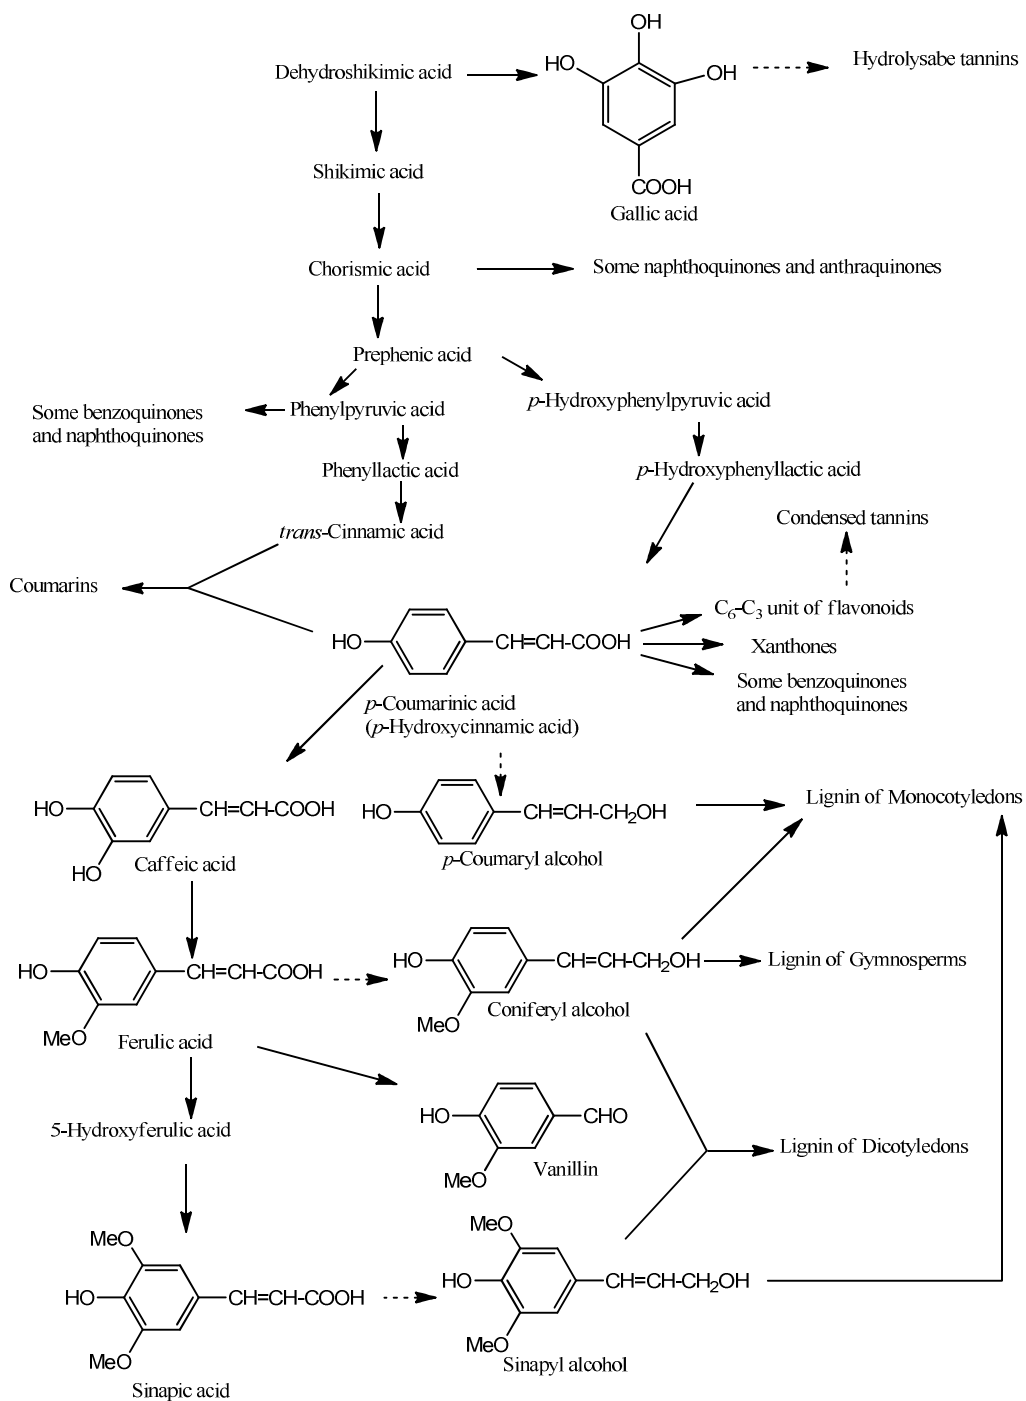 OH
HO
OH
Dehydroshikimic acid
Hydrolysabe tannins
Shikimic acid
COOH
Gallic acid
Chorismic acid
Some naphthoquinones and anthraquinones
Prephenic acid
Some benzoquinones
and naphthoquinones
Phenylpyruvic acid
p-Hydroxyphenylpyruvic acid
Phenyllactic acid
p-Hydroxyphenyllactic acid
trans-Cinnamic acid
Condensed tannins
Coumarins
C6-C3 unit of flavonoids
HO
CH=CH-COOH
Xanthones
Some benzoquinones
and naphthoquinones
p-Coumarinic acid
(p-Hydroxycinnamic acid)
HO
CH=CH-COOH
HO
Caffeic acid
HO
CH=CH-CH2OH
p-Coumaryl alcohol
Lignin of Monocotyledons
HO
CH=CH-COOH
MeO
Ferulic acid
HO
CH=CH-CH2OH
MeO
Coniferyl alcohol
Lignin of Gymnosperms
5-Hydroxyferulic acid
HO
CHO
MeO
Vanillin
Lignin of Dicotyledons
MeO
HO
CH=CH-COOH
MeO
Sinapic acid
MeO
HO
CH=CH-CH2OH
MeO
Sinapyl alcohol